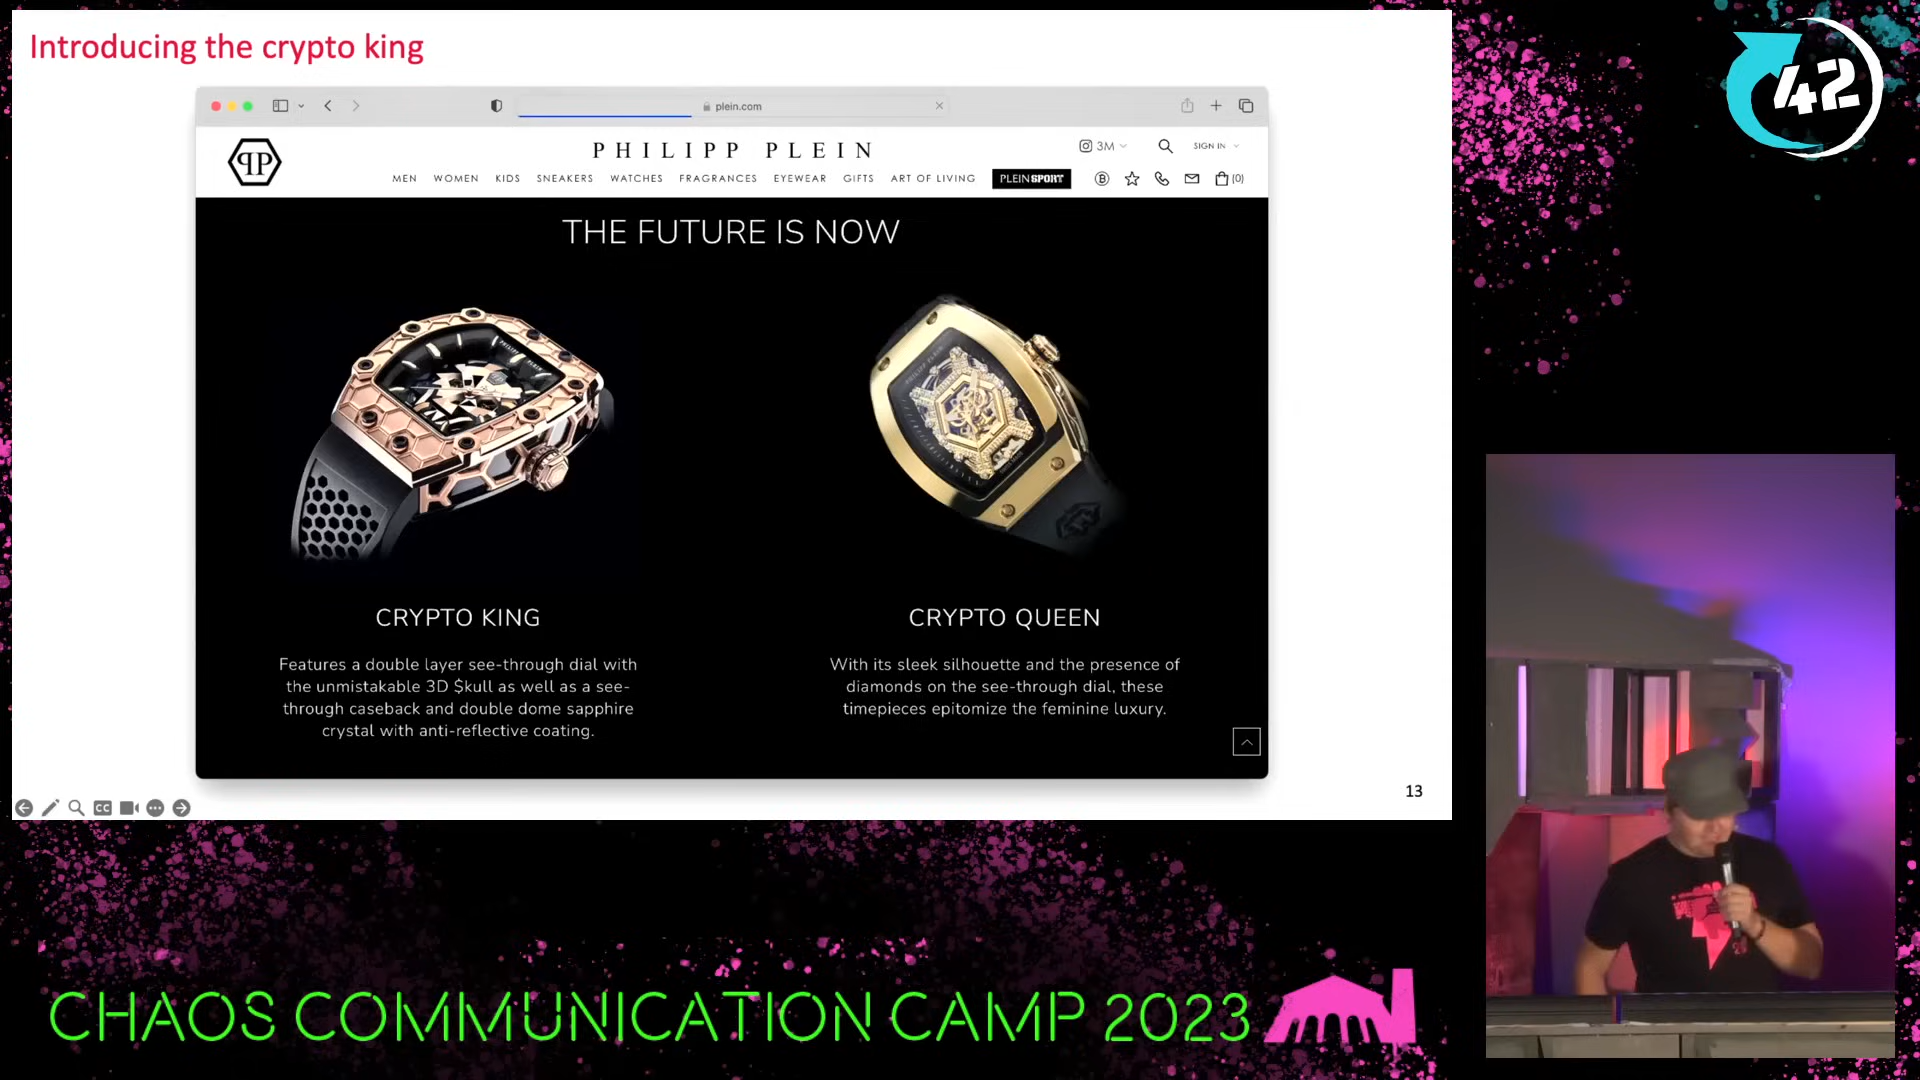 Introducing the crypto king
42
plein.com
PHILIPP PLEIN
3M
SIGN IN
MEN WOMEN KIDS SNEAKERS WATCHES FRAGRANCES EYEWEAR GIFTS ART OF LIVING PLEINSPORT (0)
THE FUTURE IS NOW
CRYPTO KING
Features a double layer see-through dial with
the unmistakable 3D $kull as well as a see-
through caseback and double dome sapphire
crystal with anti-reflective coating.
CRYPTO QUEEN
With its sleek silhouette and the presence of
diamonds on the see-through dial, these
timepieces epitomize the feminine luxury.
13
CC
CHAOS COMMUNICATION CAMP 2023